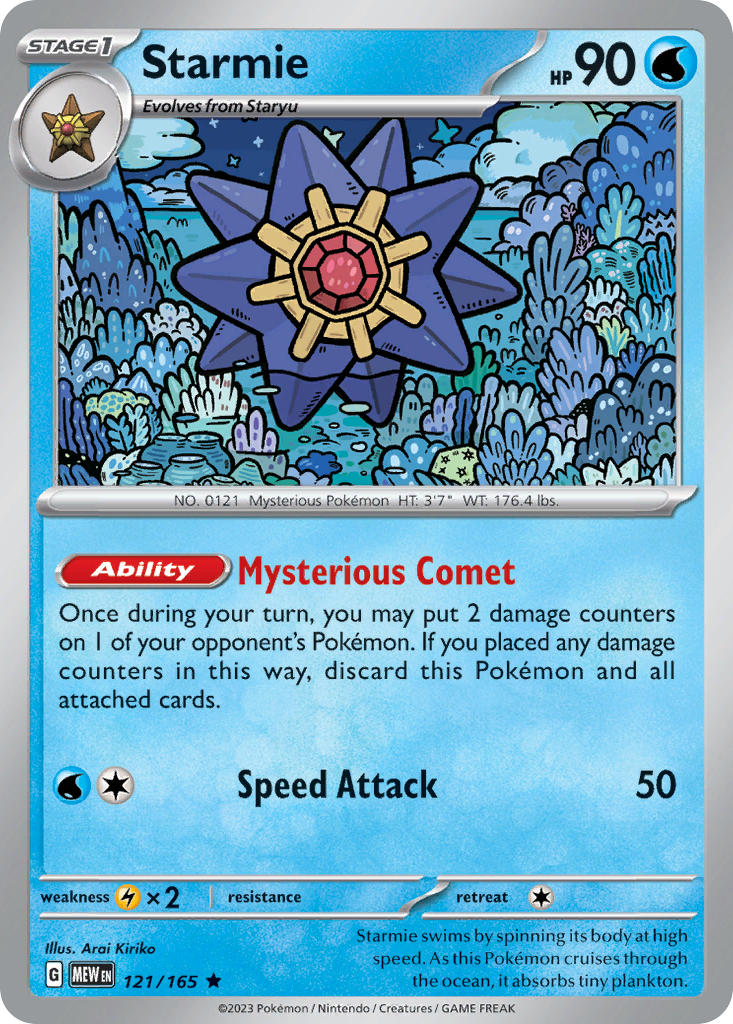 STAGE1
Starmie
HP 90
Evolves from Staryu
NO. 0121 Mysterious Pokémon HT: 3'7" WT: 176.4 lbs.
Ability Mysterious Comet
Once during your turn, you may put 2 damage counters
on 1 of your opponent's Pokémon. If you placed any damage
counters in this way, discard this Pokémon and all
attached cards.
Speed Attack 50
weakness ×2 resistance retreat
Illus. Arai Kiriko
G MEW EN 121/165 ★
Starmie swims by spinning its body at high
speed. As this Pokémon cruises through
the ocean, it absorbs tiny plankton.
©2023 Pokémon / Nintendo / Creatures / GAME FREAK